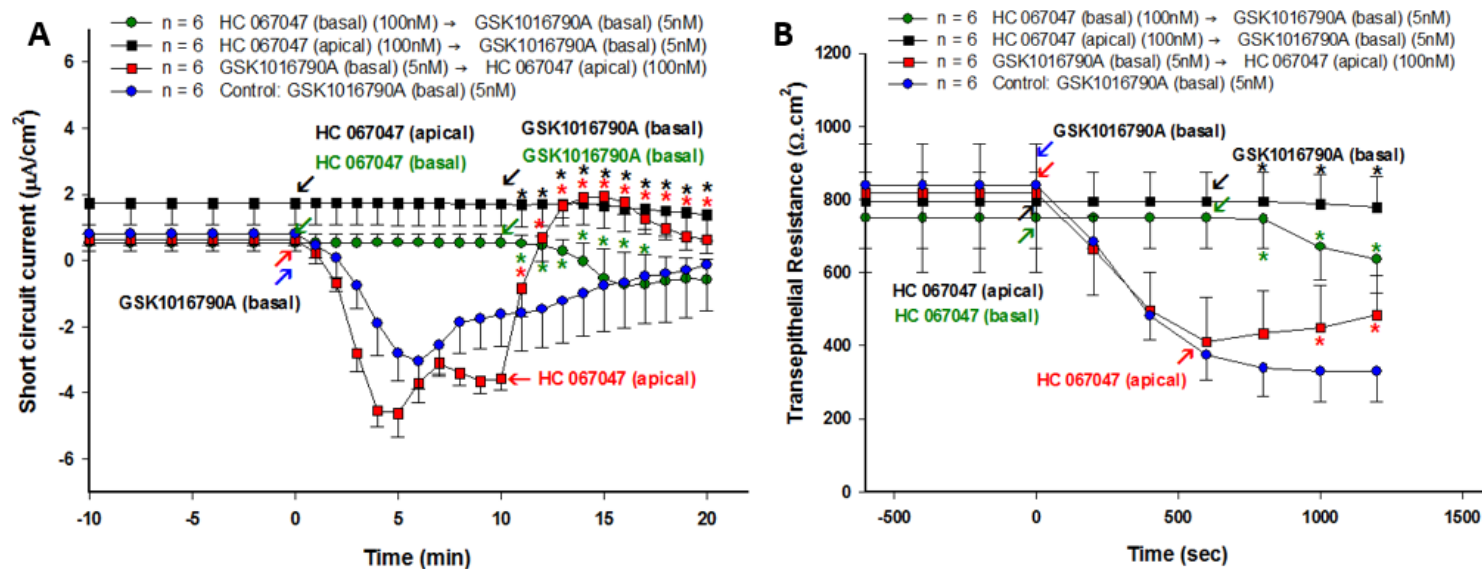 A
n = 6 HC 067047 (basal) (100nM) → GSK1016790A (basal) (5nM)
n = 6 HC 067047 (apical) (100nM) → GSK1016790A (basal) (5nM)
n = 6 GSK1016790A (basal) (5nM) → HC 067047 (apical) (100nM)
n = 6 Control: GSK1016790A (basal) (5nM)
6
4
2
0
-2
-4
-6
Short circuit current (µA/cm²)
HC 067047 (apical)
HC 067047 (basal)
GSK1016790A (basal)
GSK1016790A (basal)
* * * * * * * * * *
* * * * * * * * * *
* * * * * * *
GSK1016790A (basal)
HC 067047 (apical)
-10 -5 0 5 10 15 20
Time (min)
B
n = 6 HC 067047 (basal) (100nM) → GSK1016790A (basal) (5nM)
n = 6 HC 067047 (apical) (100nM) → GSK1016790A (basal) (5nM)
n = 6 GSK1016790A (basal) (5nM) → HC 067047 (apical) (100nM)
n = 6 Control: GSK1016790A (basal) (5nM)
1200
1000
800
600
400
200
0
Transepithelial Resistance (Ω.cm²)
GSK1016790A (basal)
GSK1016790A (basal)
* * *
* * *
HC 067047 (apical)
HC 067047 (basal)
* *
HC 067047 (apical)
-500 0 500 1000 1500
Time (sec)